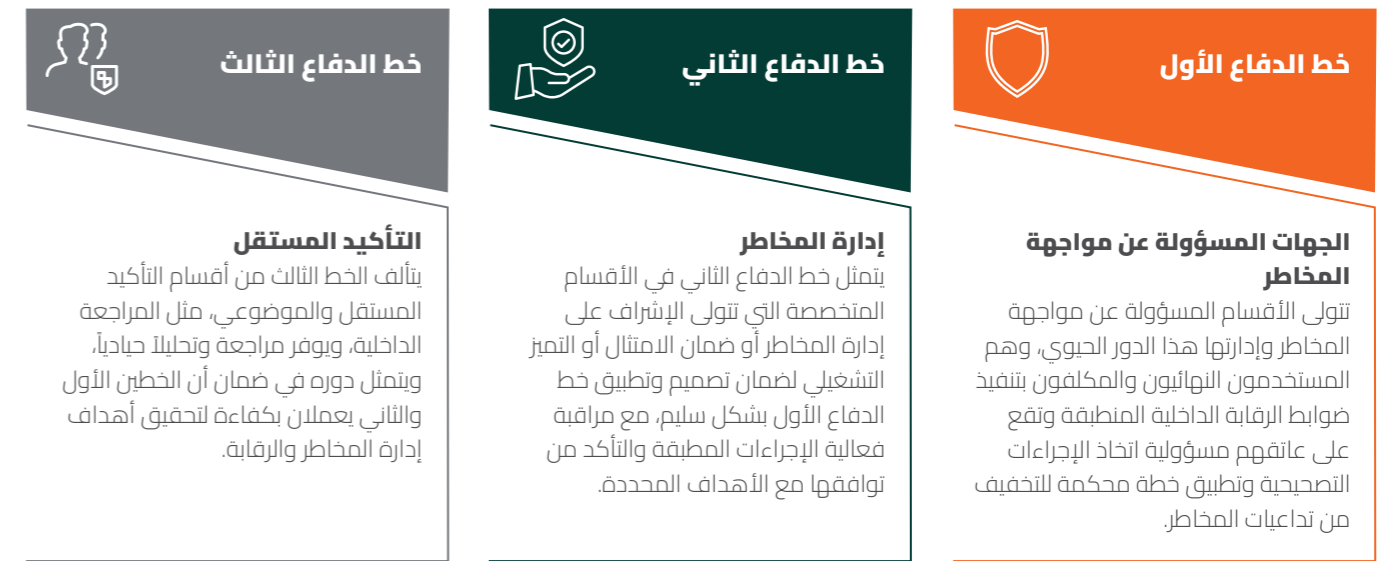 خط الدفاع الأول
الجهات المسؤولة عن مواجهة
المخاطر
تتولى الأقسام المسؤولة عن مواجهة
المخاطر وإدارتها هذا الدور الحيوي، وهم
المستخدمون النهائيون والمكلفون بتنفيذ
ضوابط الرقابة الداخلية المنطبقة وتقع
على عاتقهم مسؤولية اتخاذ الإجراءات
التصحيحية وتطبيق خطة محكمة للتخفيف
من تداعيات المخاطر.
خط الدفاع الثاني
إدارة المخاطر
يتمثل خط الدفاع الثاني في الأقسام
المتخصصة التي تتولى الإشراف على
إدارة المخاطر أو ضمان الامتثال أو التميز
التشغيلي لضمان تصميم وتطبيق خط
الدفاع الأول بشكل سليم، مع مراقبة
فعالية الإجراءات المطبقة والتأكد من
توافقها مع الأهداف المحددة.
خط الدفاع الثالث
التأكيد المستقل
يتألف الخط الثالث من أقسام التأكيد
المستقل والموضوعي، مثل المراجعة
الداخلية، ويوفر مراجعة وتحليلاً حيادياً،
ويتمثل دوره في ضمان أن الخطين الأول
والثاني يعملان بكفاءة لتحقيق أهداف
إدارة المخاطر والرقابة.